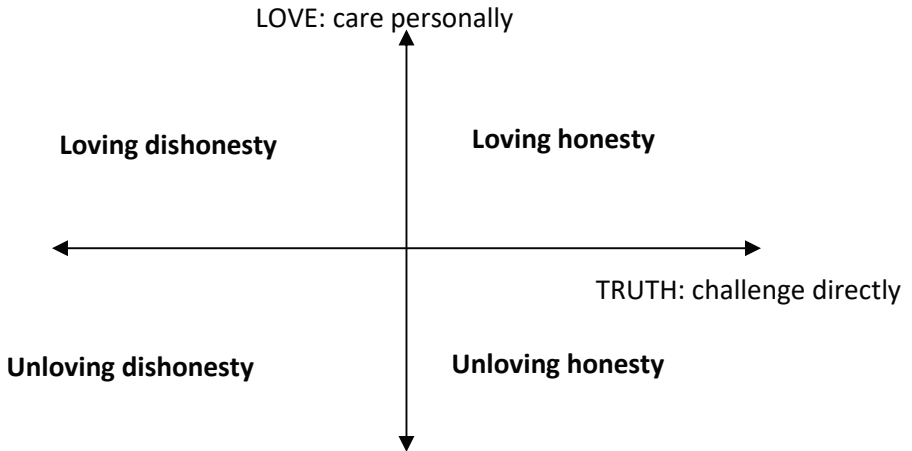 LOVE: care personally
Loving dishonesty
Loving honesty
TRUTH: challenge directly
Unloving dishonesty
Unloving honesty